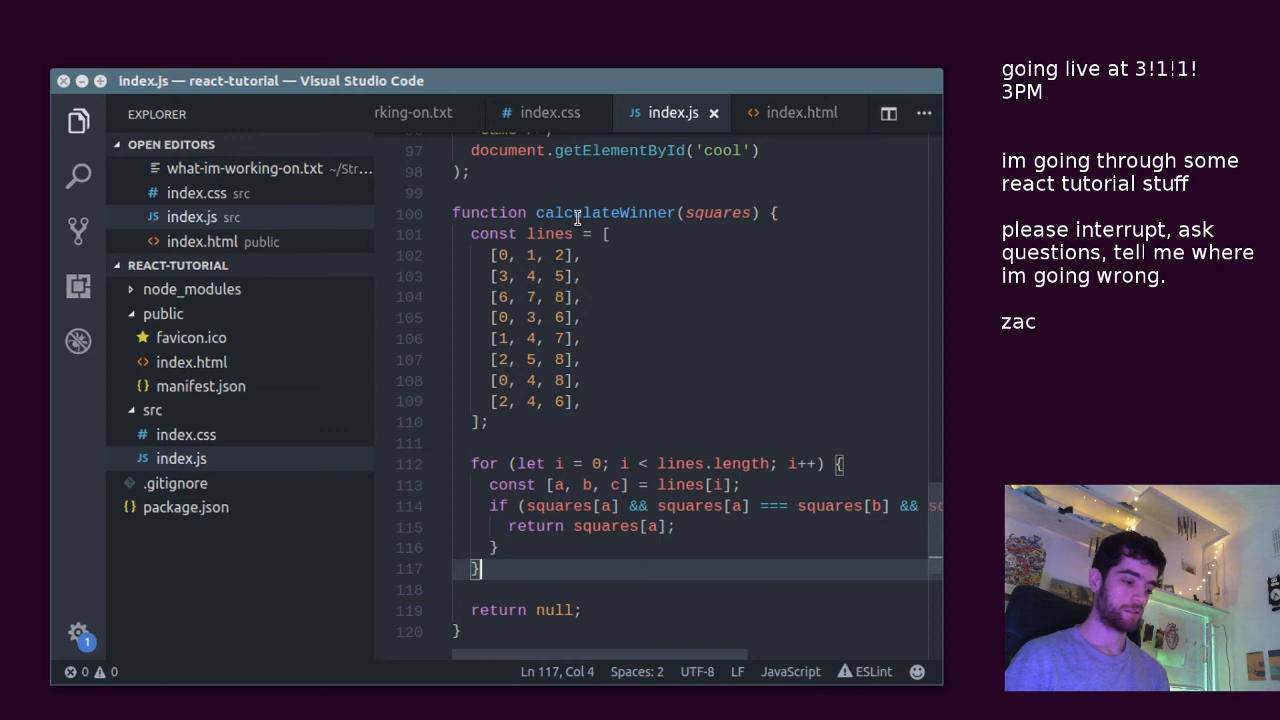 index.js — react-tutorial — Visual Studio Code
EXPLORER
OPEN EDITORS
what-im-working-on.txt ~/Str...
index.css src
index.js src
index.html public
REACT-TUTORIAL
node_modules
public
favicon.ico
index.html
manifest.json
src
index.css
index.js
.gitignore
package.json
1
rking-on.txt
index.css
JS index.js
index.html
97 document.getElementById('cool')
98 );
99
100 function calculateWinner(squares) {
101 const lines = [
102 [0, 1, 2],
103 [3, 4, 5],
104 [6, 7, 8],
105 [0, 3, 6],
106 [1, 4, 7],
107 [2, 5, 8],
108 [0, 4, 8],
109 [2, 4, 6],
110 ];
111
112 for (let i = 0; i < lines.length; i++) {
113 const [a, b, c] = lines[i];
114 if (squares[a] && squares[a] === squares[b] &&
115 return squares[a];
116 }
117 }
118
119 return null;
120 }
0 0 Ln 117, Col 4 Spaces: 2 UTF-8 LF JavaScript ESLint
going live at 3!1!1!
3PM
im going through some
react tutorial stuff
please interrupt, ask
questions, tell me where
im going wrong.
zac